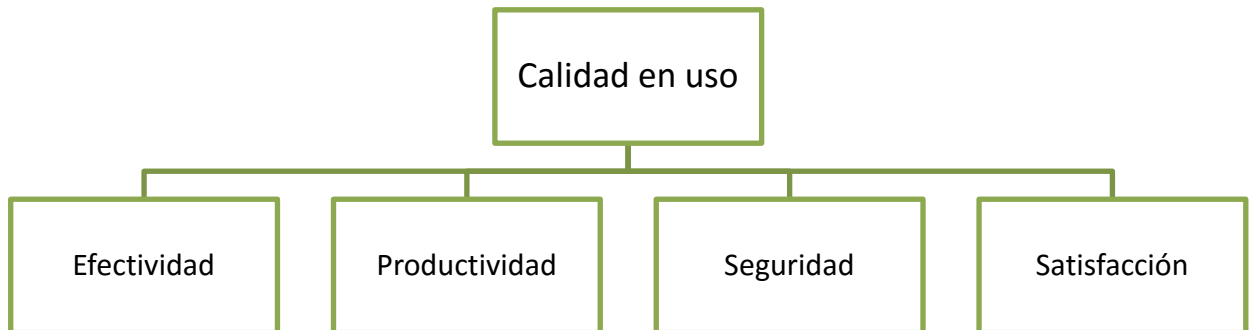 Calidad en uso
Efectividad
Productividad
Seguridad
Satisfacción